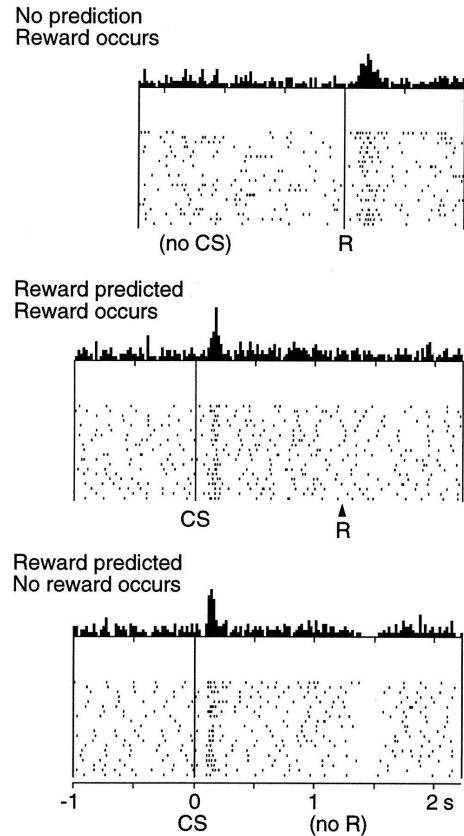 No prediction
Reward occurs
(no CS) R
Reward predicted
Reward occurs
CS R
Reward predicted
No reward occurs
-1 0 1 2 s
CS (no R)